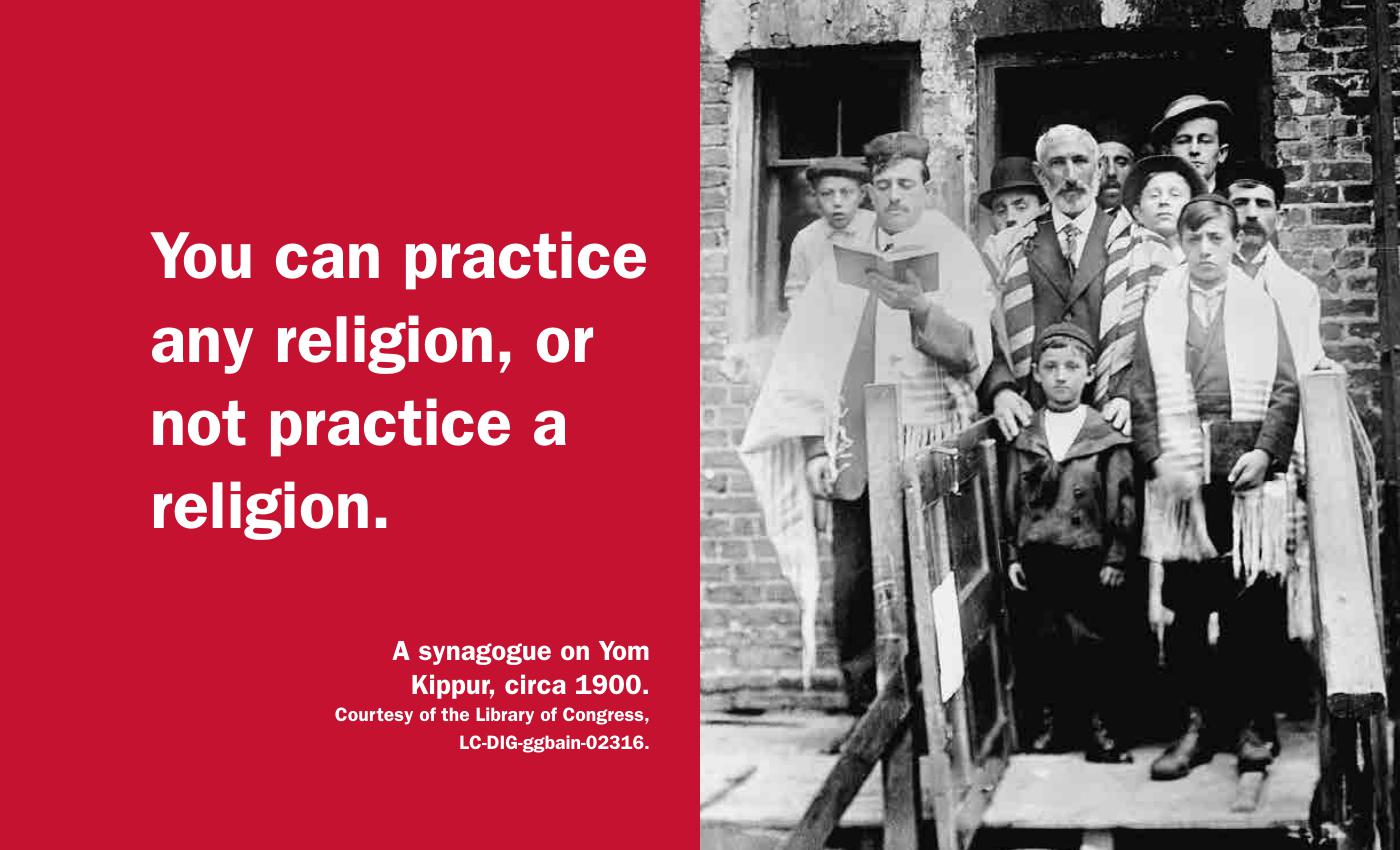 You can practice
any religion, or
not practice a
religion.
A synagogue on Yom
Kippur, circa 1900.
Courtesy of the Library of Congress,
LC-DIG-ggbain-02316.